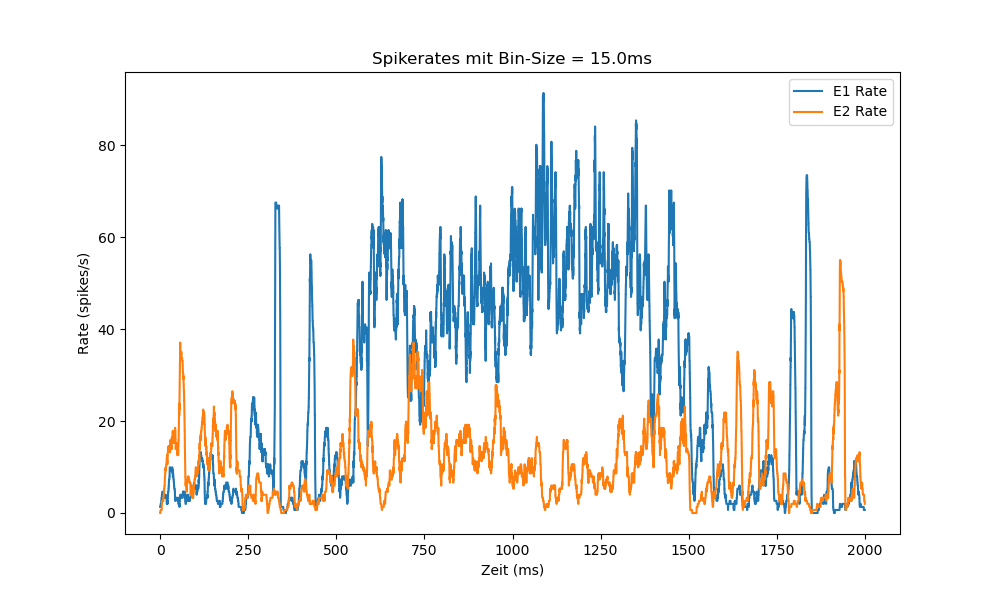 Spikerates mit Bin-Size = 15.0ms
E1 Rate
E2 Rate
Rate (spikes/s)
80
60
40
20
0
0 250 500 750 1000 1250 1500 1750 2000
Zeit (ms)